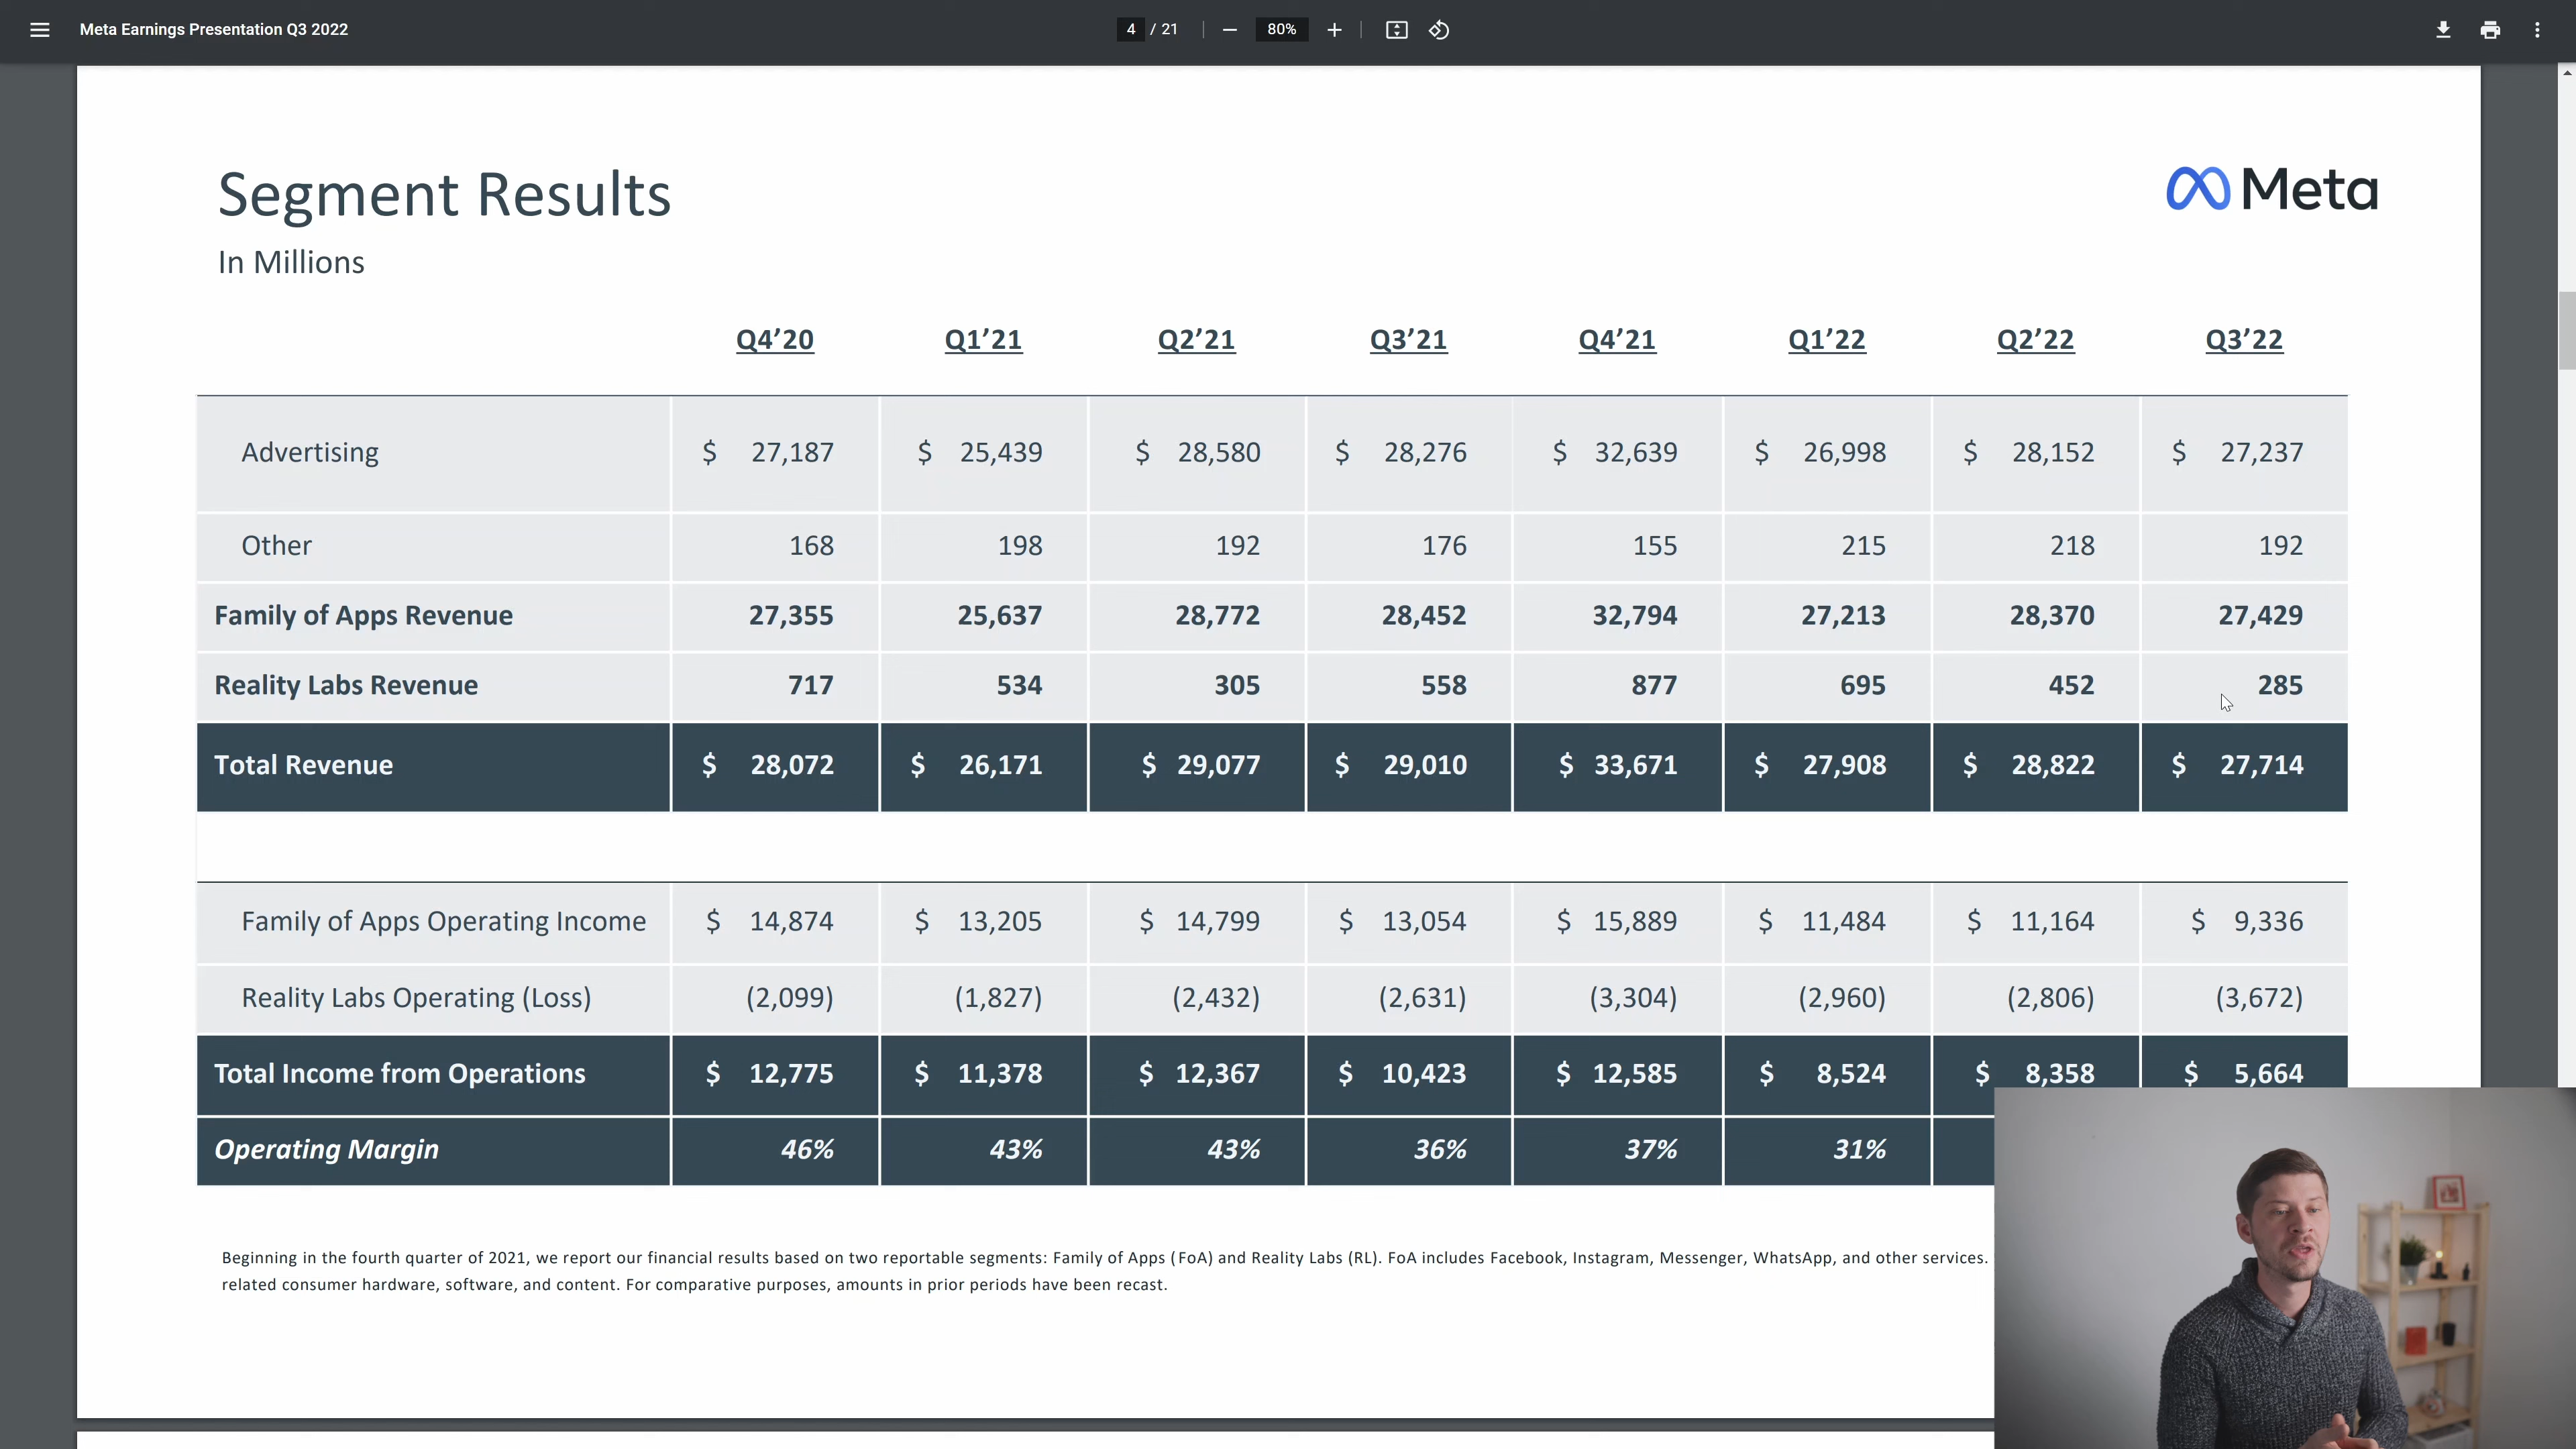 Meta Earnings Presentation Q3 2022
4 / 21
80%
Segment Results
Meta
In Millions
Q4’20 Q1’21 Q2’21 Q3’21 Q4’21 Q1’22 Q2’22 Q3’22
Advertising $ 27,187 $ 25,439 $ 28,580 $ 28,276 $ 32,639 $ 26,998 $ 28,152 $ 27,237
Other 168 198 192 176 155 215 218 192
Family of Apps Revenue 27,355 25,637 28,772 28,452 32,794 27,213 28,370 27,429
Reality Labs Revenue 717 534 305 558 877 695 452 285
Total Revenue $ 28,072 $ 26,171 $ 29,077 $ 29,010 $ 33,671 $ 27,908 $ 28,822 $ 27,714
Family of Apps Operating Income $ 14,874 $ 13,205 $ 14,799 $ 13,054 $ 15,889 $ 11,484 $ 11,164 $ 9,336
Reality Labs Operating (Loss) (2,099) (1,827) (2,432) (2,631) (3,304) (2,960) (2,806) (3,672)
Total Income from Operations $ 12,775 $ 11,378 $ 12,367 $ 10,423 $ 12,585 $ 8,524 $ 8,358 $ 5,664
Operating Margin 46% 43% 43% 36% 37% 31%
Beginning in the fourth quarter of 2021, we report our financial results based on two reportable segments: Family of Apps (FoA) and Reality Labs (RL). FoA includes Facebook, Instagram, Messenger, WhatsApp, and other services.
related consumer hardware, software, and content. For comparative purposes, amounts in prior periods have been recast.